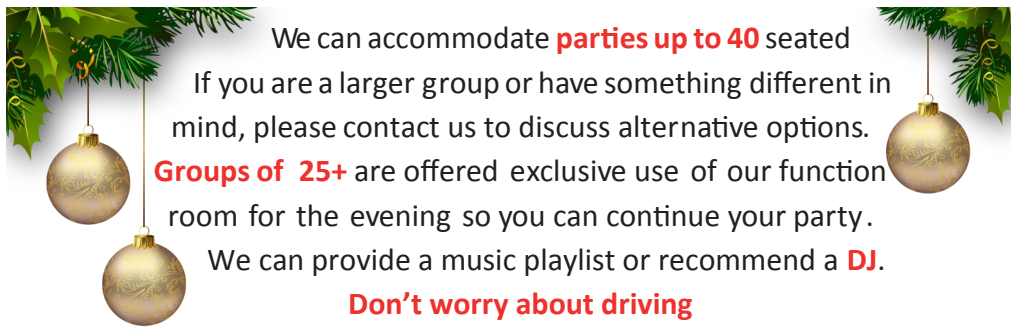 We can accommodate parties up to 40 seated
If you are a larger group or have something different in
mind, please contact us to discuss alternative options.
Groups of 25+ are offered exclusive use of our function
room for the evening so you can continue your party.
We can provide a music playlist or recommend a DJ.
Don't worry about driving